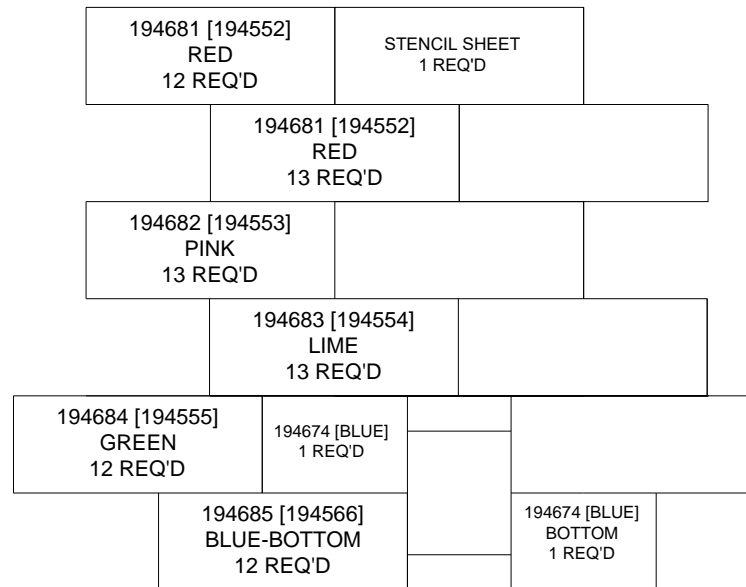 194681 [194552]
RED
12 REQ'D
STENCIL SHEET
1 REQ'D
194681 [194552]
RED
13 REQ'D
194682 [194553]
PINK
13 REQ'D
194683 [194554]
LIME
13 REQ'D
194684 [194555]
GREEN
12 REQ'D
194674 [BLUE]
1 REQ'D
194685 [194566]
BLUE-BOTTOM
12 REQ'D
194674 [BLUE]
BOTTOM
1 REQ'D